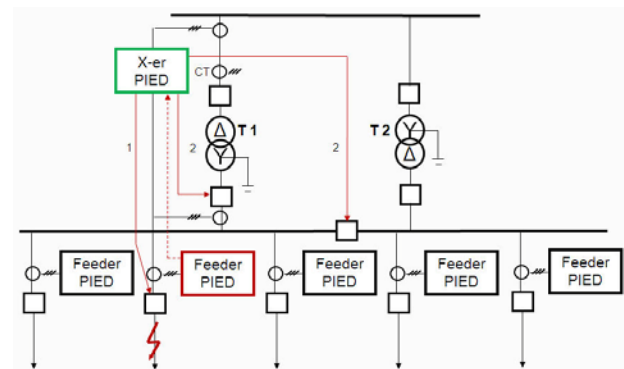 X-er
PIED
CT
T 1
T 2
1
2
2
Feeder
PIED
Feeder
PIED
Feeder
PIED
Feeder
PIED
Feeder
PIED